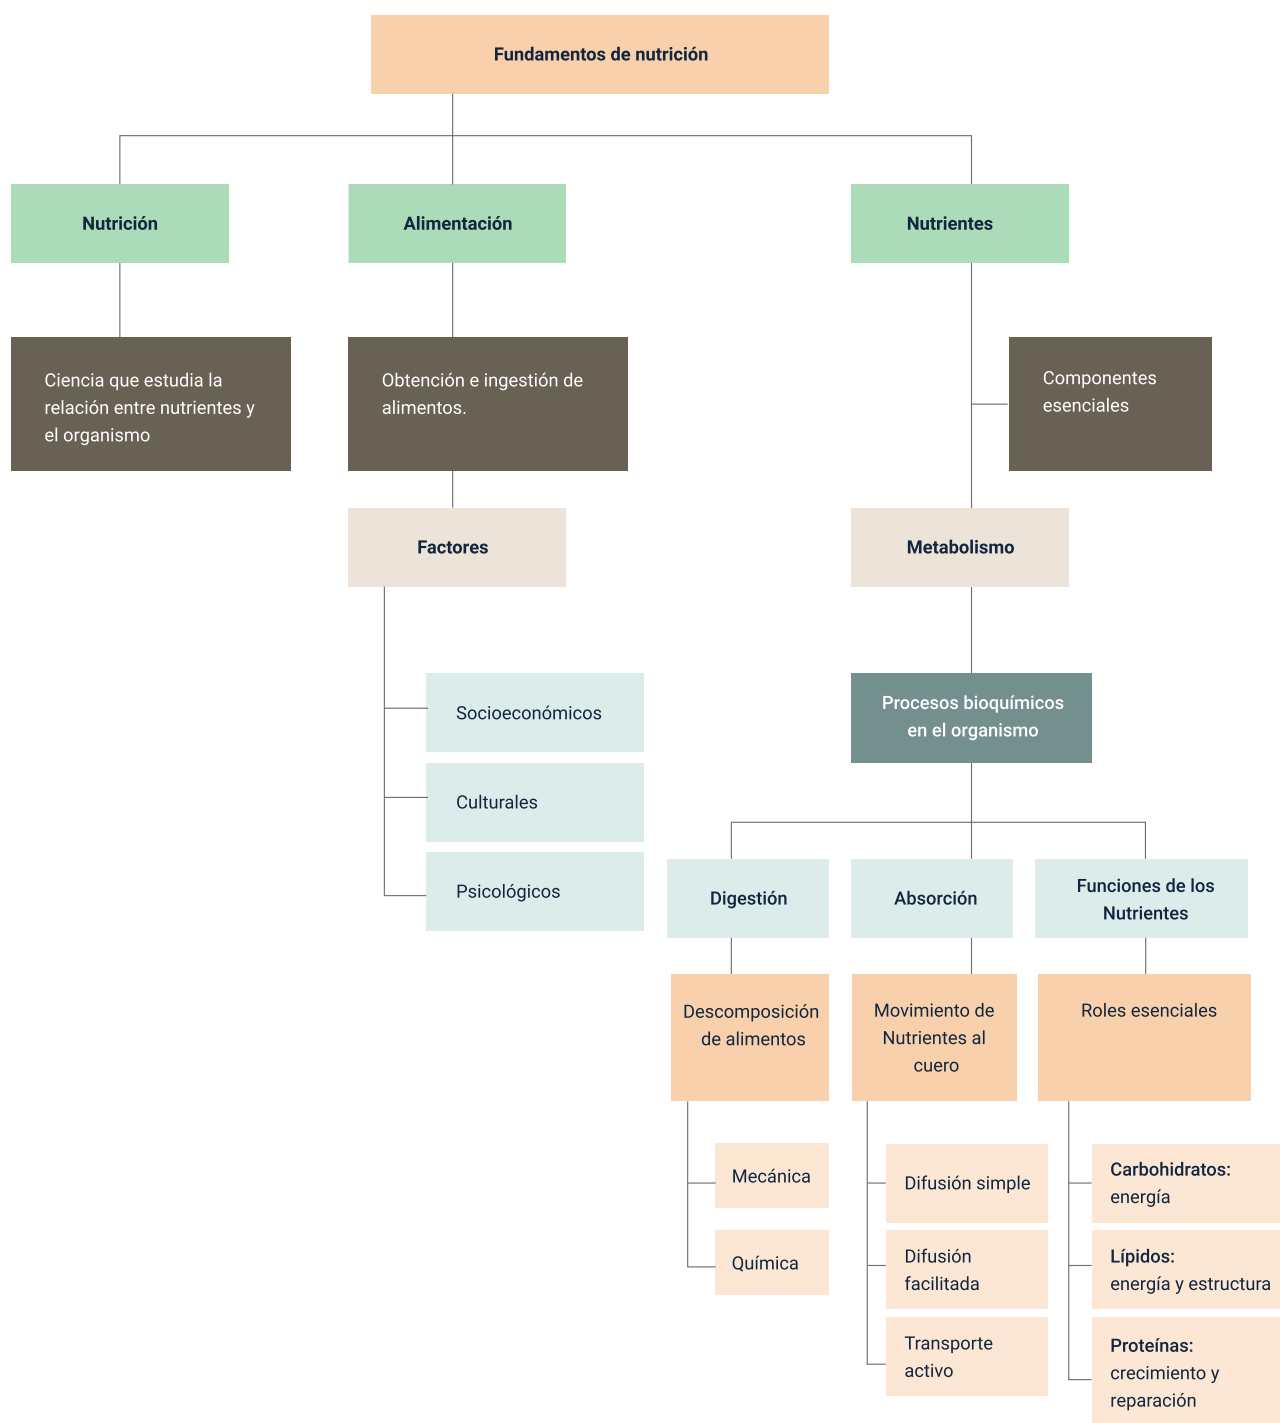 Fundamentos de nutrición
Nutrición
Alimentación
Nutrientes
Ciencia que estudia la
relación entre nutrientes y
el organismo
Obtención e ingestión de
alimentos.
Componentes
esenciales
Factores
Metabolismo
Socioeconómicos
Culturales
Psicológicos
Procesos bioquímicos
en el organismo
Digestión
Absorción
Funciones de los
Nutrientes
Descomposición
de alimentos
Movimiento de
Nutrientes al
cuero
Roles esenciales
Mecánica
Química
Difusión simple
Difusión
facilitada
Transporte
activo
Carbohidratos:
energía
Lípidos:
energía y estructura
Proteínas:
crecimiento y
reparación